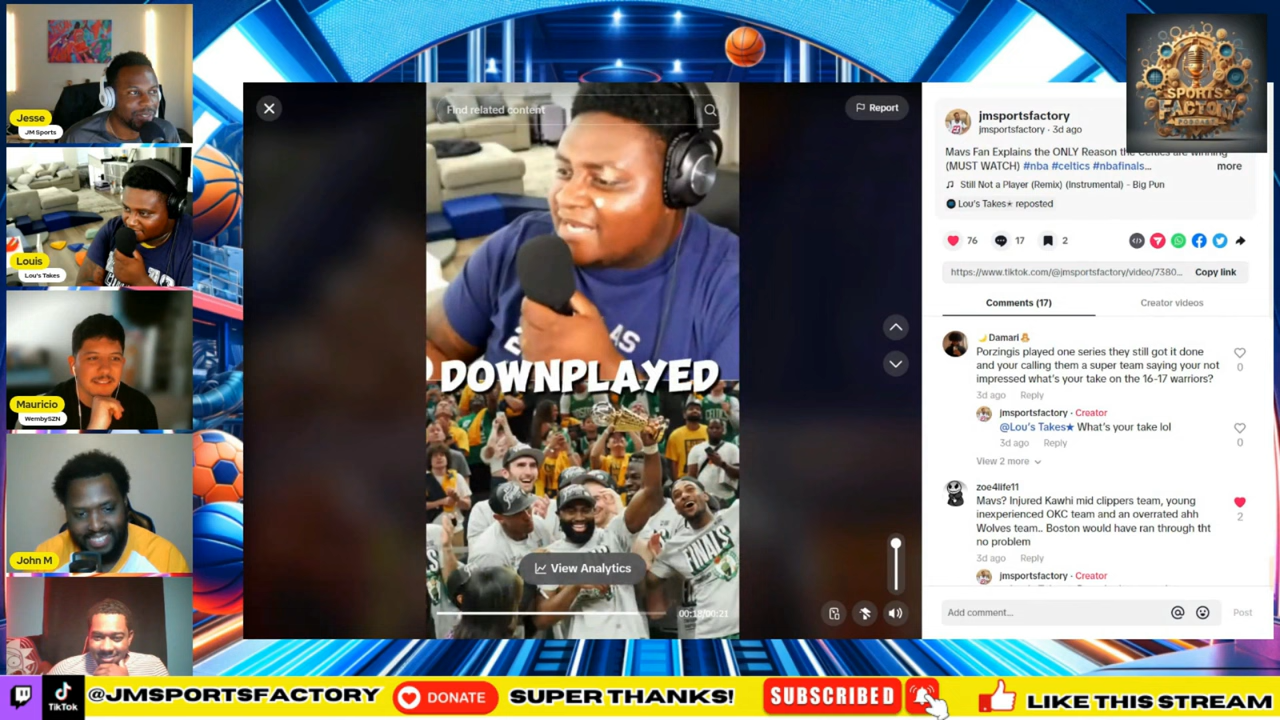 Jesse
JM Sports
Louis
Lou's Takes
Mauricio
WembySZN
John M
Find related content
Report
DOWNPLAYED
FINALS
View Analytics
00:18/00:21
SPORTS
FACTORY
PODCAST
jmsportsfactory
jmsportsfactory · 3d ago
Mavs Fan Explains the ONLY Reason the Celtics are winning
(MUST WATCH) #nba #celtics #nbafinals...
more
Still Not a Player (Remix) (Instrumental) - Big Pun
Lou's Takes★ reposted
76
17
2
https://www.tiktok.com/@jmsportsfactory/video/7380...
Copy link
Comments (17)
Creator videos
🌙 Damari
Porzingis played one series they still got it done
and your calling them a super team saying your not
impressed what's your take on the 16-17 warriors?
0
3d ago Reply
jmsportsfactory · Creator
@Lou's Takes★ What's your take lol
0
3d ago Reply
View 2 more
zoe4life11
Mavs? Injured Kawhi mid clippers team, young
inexperienced OKC team and an overrated ahh
Wolves team.. Boston would have ran through tht
no problem
2
3d ago Reply
jmsportsfactory · Creator
Add comment...
Post
TikTok
@JMSPORTSFACTORY
DONATE
SUPER THANKS!
SUBSCRIBED
LIKE THIS STREAM